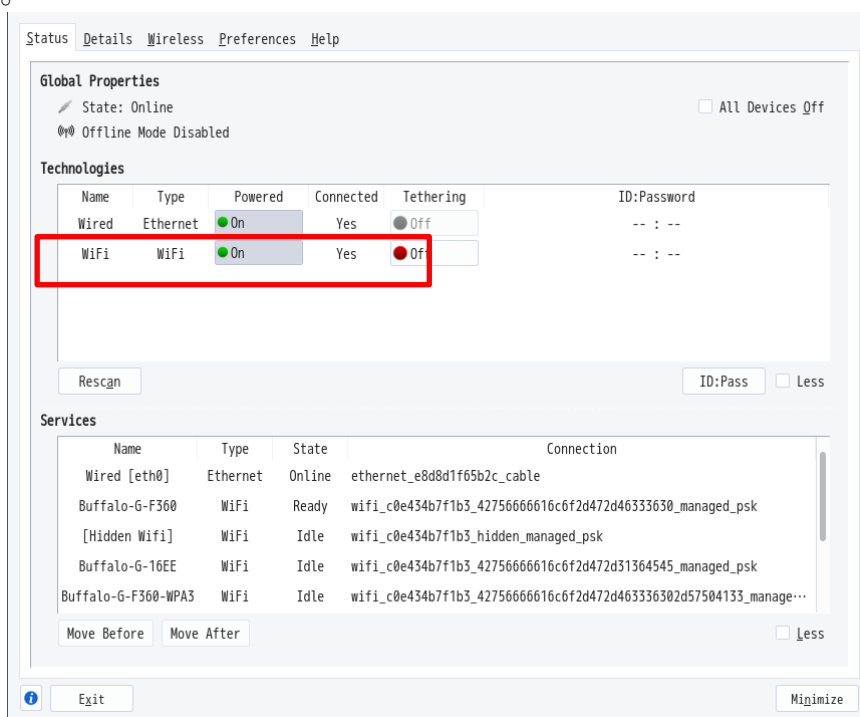 Status Details Wireless Preferences Help
Global Properties
State: Online
All Devices Off
Offline Mode Disabled
Technologies
Name Type Powered Connected Tethering ID:Password
Wired Ethernet On Yes Off -- : --
WiFi WiFi On Yes Off -- : --
Rescan ID:Pass Less
Services
Name Type State Connection
Wired [eth0] Ethernet Online ethernet_e8d8d1f65b2c_cable
Buffalo-G-F360 WiFi Ready wifi_c0e434b7f1b3_42756666616c6f2d472d46333630_managed_psk
[Hidden Wifi] WiFi Idle wifi_c0e434b7f1b3_hidden_managed_psk
Buffalo-G-16EE WiFi Idle wifi_c0e434b7f1b3_42756666616c6f2d472d31364545_managed_psk
Buffalo-G-F360-WPA3 WiFi Idle wifi_c0e434b7f1b3_42756666616c6f2d472d463336302d57504133_manage…
Move Before Move After Less
Exit Minimize